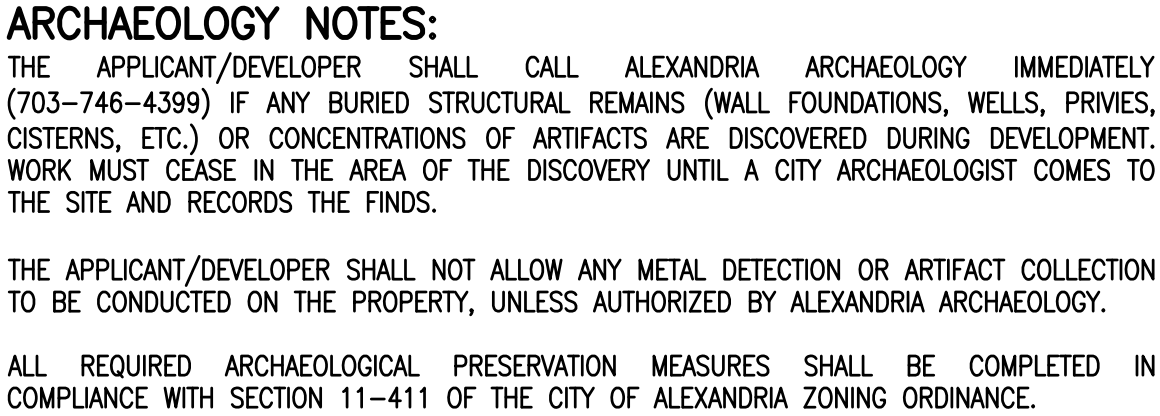 ARCHAEOLOGY NOTES:
THE APPLICANT/DEVELOPER SHALL CALL ALEXANDRIA ARCHAEOLOGY IMMEDIATELY
(703-746-4399) IF ANY BURIED STRUCTURAL REMAINS (WALL FOUNDATIONS, WELLS, PRIVIES,
CISTERNS, ETC.) OR CONCENTRATIONS OF ARTIFACTS ARE DISCOVERED DURING DEVELOPMENT.
WORK MUST CEASE IN THE AREA OF THE DISCOVERY UNTIL A CITY ARCHAEOLOGIST COMES TO
THE SITE AND RECORDS THE FINDS.
THE APPLICANT/DEVELOPER SHALL NOT ALLOW ANY METAL DETECTION OR ARTIFACT COLLECTION
TO BE CONDUCTED ON THE PROPERTY, UNLESS AUTHORIZED BY ALEXANDRIA ARCHAEOLOGY.
ALL REQUIRED ARCHAEOLOGICAL PRESERVATION MEASURES SHALL BE COMPLETED IN
COMPLIANCE WITH SECTION 11-411 OF THE CITY OF ALEXANDRIA ZONING ORDINANCE.